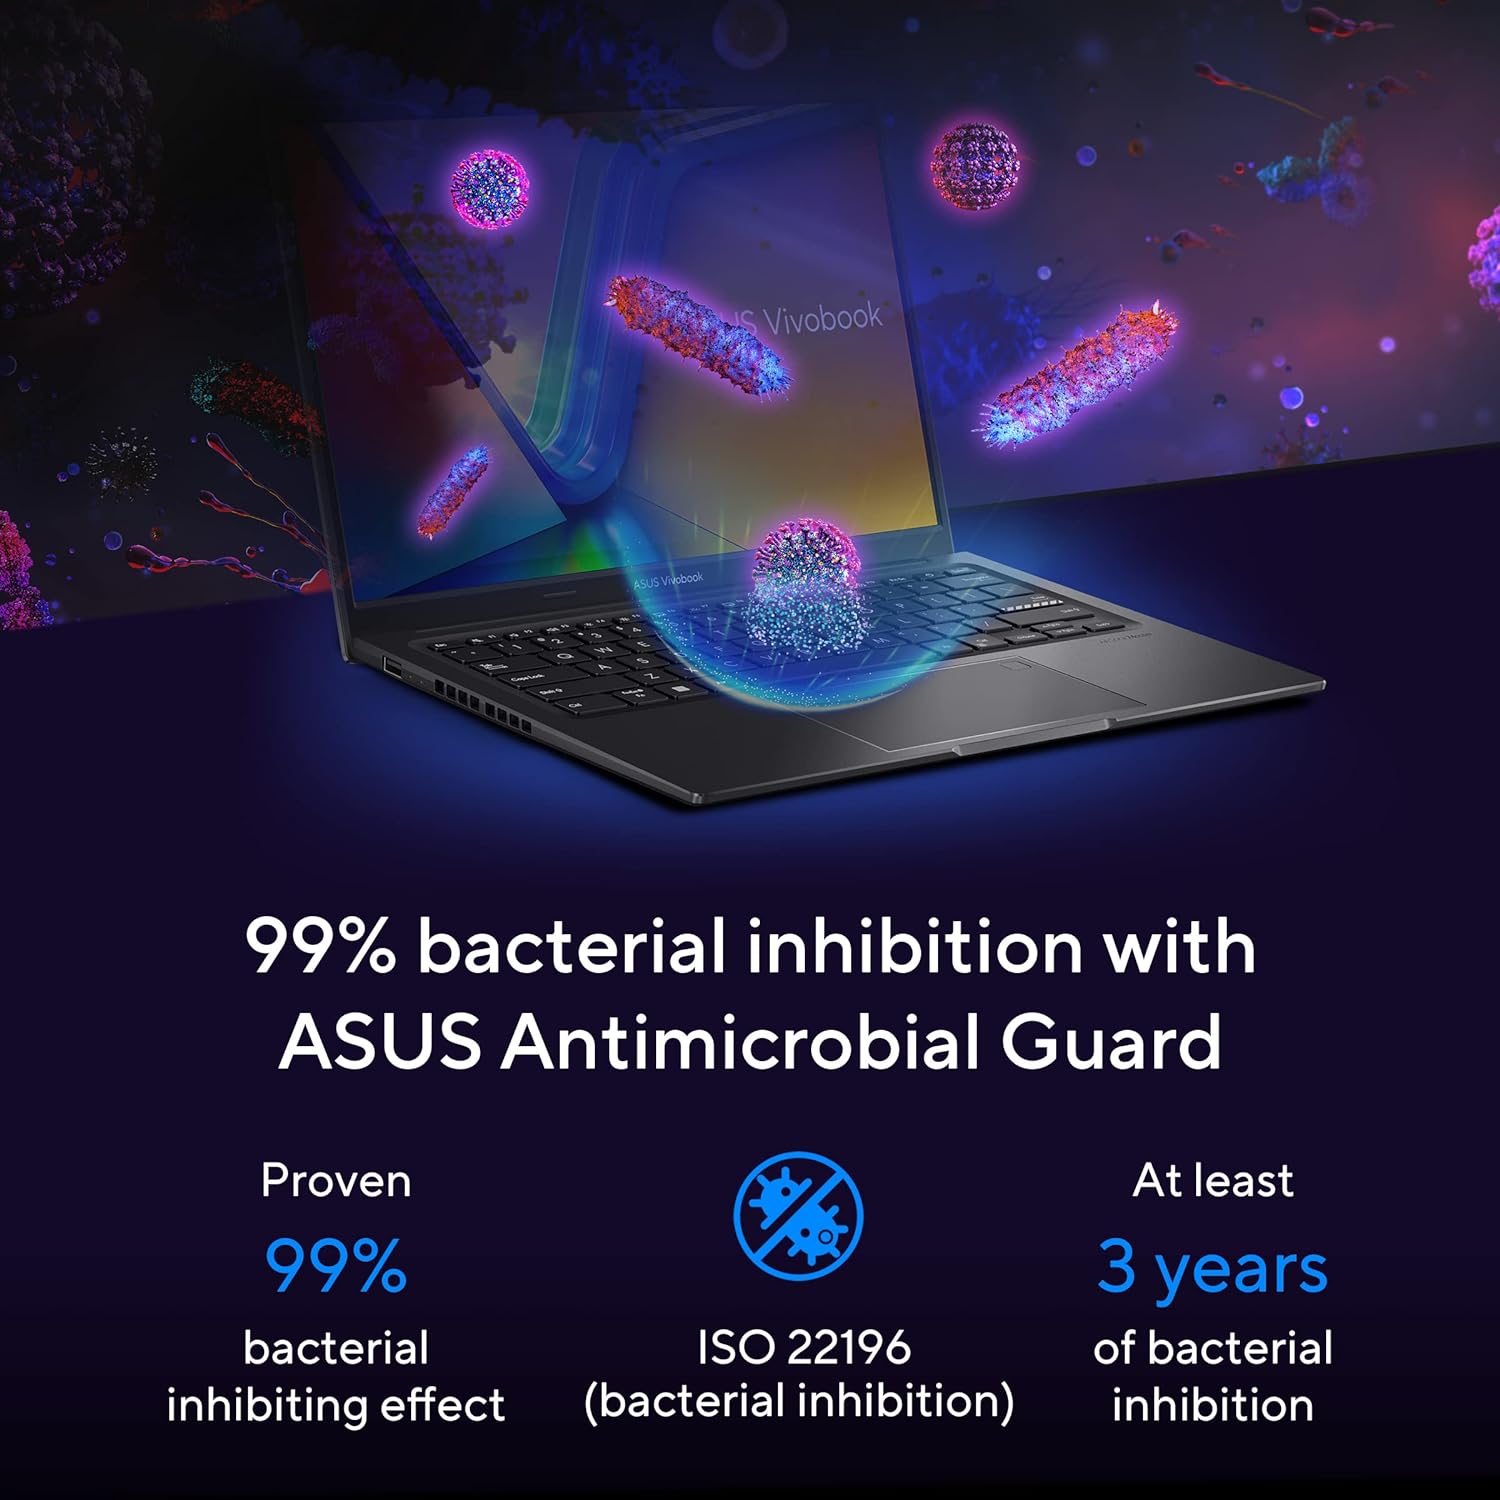 Vivobook
ASUS Vivobook
99% bacterial inhibition with
ASUS Antimicrobial Guard
Proven
99%
bacterial
inhibiting effect
ISO 22196
(bacterial inhibition)
At least
3 years
of bacterial
inhibition